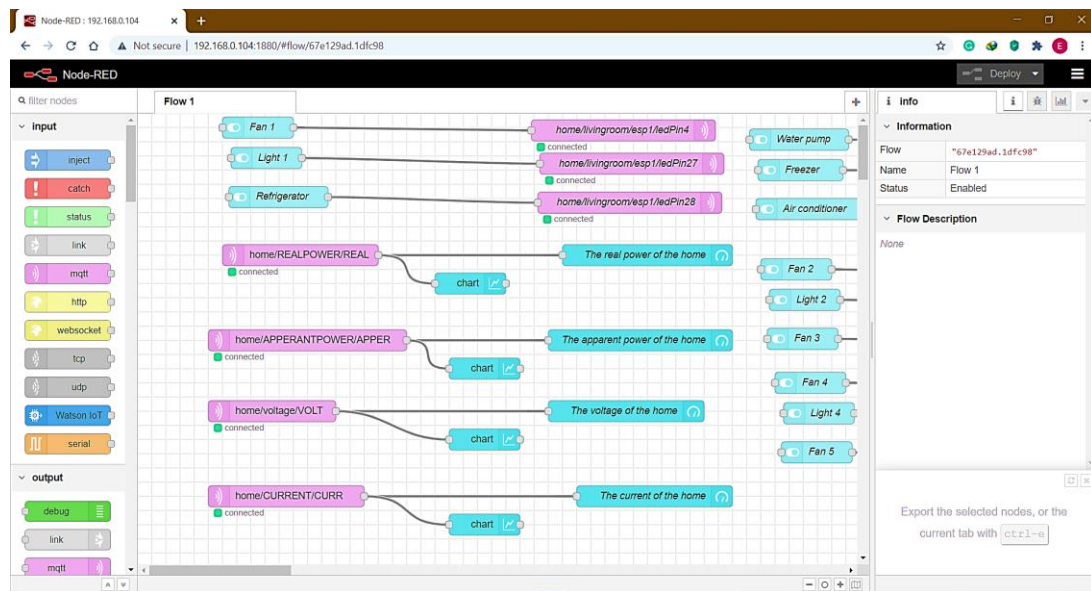 Node-RED : 192.168.0.104
Not secure | 192.168.0.104:1880/#flow/67e129ad.1dfc98
E
Node-RED
Deploy
filter nodes
input
inject
catch
status
link
mqtt
http
websocket
tcp
udp
Watson IoT
serial
output
debug
link
mqtt
Flow 1
Fan 1
home/livingroom/esp1/ledPin4
connected
Light 1
home/livingroom/esp1/ledPin27
connected
Refrigerator
home/livingroom/esp1/ledPin28
connected
home/REALPOWER/REAL
connected
The real power of the home
chart
home/APPERANTPOWER/APPER
connected
The apparent power of the home
chart
home/voltage/VOLT
connected
The voltage of the home
chart
home/CURRENT/CURR
connected
The current of the home
chart
Water pump
Freezer
Air conditioner
Fan 2
Light 2
Fan 3
Fan 4
Light 4
Fan 5
i info
i
Information
Flow "67e129ad.1dfc98"
Name Flow 1
Status Enabled
Flow Description
None
Export the selected nodes, or the
current tab with ctrl-e